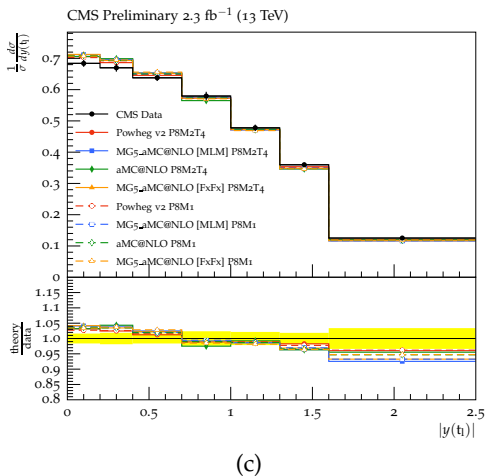 CMS Preliminary 2.3 fb⁻¹ (13 TeV)
1/σ dσ/dy(tₗ)
0.7
0.6
0.5
0.4
0.3
0.2
0.1
0
CMS Data
Powheg v2 P8M2T4
MG5_aMC@NLO [MLM] P8M2T4
aMC@NLO P8M2T4
MG5_aMC@NLO [FxFx] P8M2T4
Powheg v2 P8M1
MG5_aMC@NLO [MLM] P8M1
aMC@NLO P8M1
MG5_aMC@NLO [FxFx] P8M1
theory/data
1.15
1.1
1.05
1.0
0.95
0.9
0.85
0.8
0 0.5 1 1.5 2 2.5
|y(tₗ)|
(c)